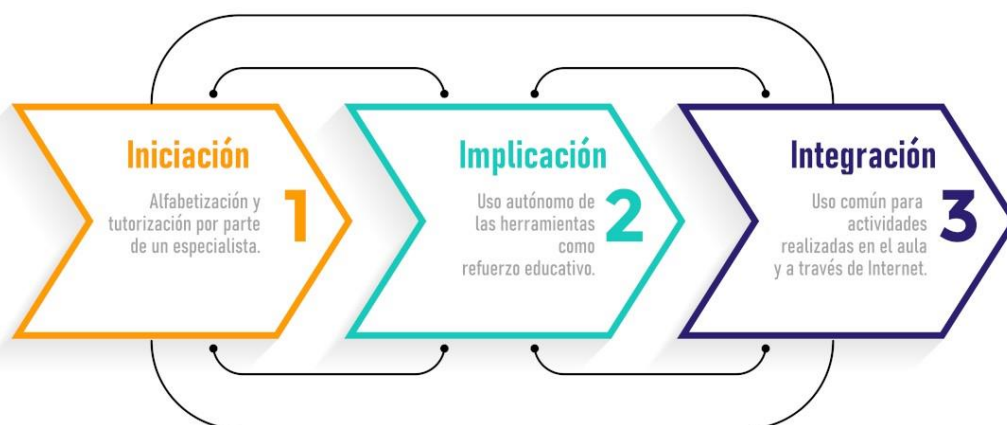 Iniciación
Alfabetización y
tutorización por parte
de un especialista.
1
Implicación
Uso autónomo de
las herramientas
como
refuerzo educativo.
2
Integración
Uso común para
actividades
realizadas en el aula
y a través de Internet.
3